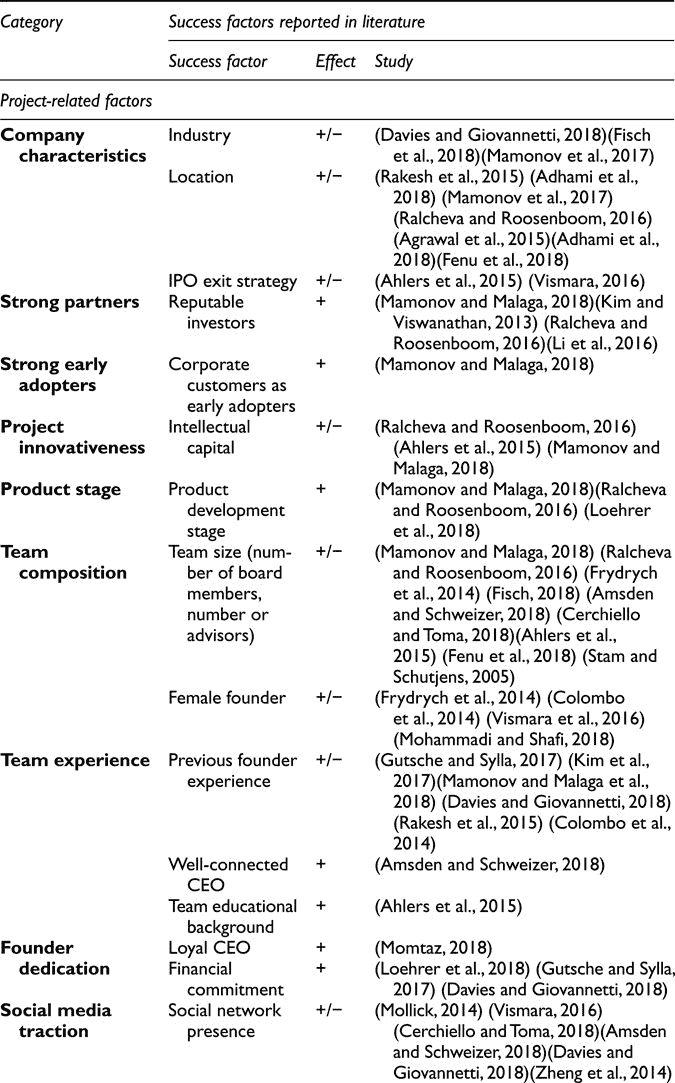 Category Success factors reported in literature
Success factor Effect Study
Project-related factors
Company Industry +/− (Davies and Giovannetti, 2018)(Fisch
characteristics et al., 2018)(Mamonov et al., 2017)
Location +/− (Rakesh et al., 2015) (Adhami et al.,
2018) (Mamonov et al., 2017)
(Ralcheva and Roosenboom, 2016)
(Agrawal et al., 2015)(Adhami et al.,
2018)(Fenu et al., 2018)
IPO exit strategy +/− (Ahlers et al., 2015) (Vismara, 2016)
Strong partners Reputable + (Mamonov and Malaga, 2018)(Kim and
investors Viswanathan, 2013) (Ralcheva and
Roosenboom, 2016)(Li et al., 2016)
Strong early Corporate + (Mamonov and Malaga, 2018)
adopters customers as
early adopters
Project Intellectual +/− (Ralcheva and Roosenboom, 2016)
innovativeness capital (Ahlers et al., 2015) (Mamonov and
Malaga, 2018)
Product stage Product + (Mamonov and Malaga, 2018)(Ralcheva
development and Roosenboom, 2016) (Loehrer
stage et al., 2018)
Team Team size (num- +/− (Mamonov and Malaga, 2018) (Ralcheva
composition ber of board and Roosenboom, 2016) (Frydrych
members, et al., 2014) (Fisch, 2018) (Amsden
number or and Schweizer, 2018) (Cerchiello
advisors) and Toma, 2018)(Ahlers et al.,
2015) (Fenu et al., 2018) (Stam and
Schutjens, 2005)
Female founder +/− (Frydrych et al., 2014) (Colombo
et al., 2014) (Vismara et al., 2016)
(Mohammadi and Shafi, 2018)
Team experience Previous founder +/− (Gutsche and Sylla, 2017) (Kim et al.,
experience 2017)(Mamonov and Malaga et al.,
2018) (Davies and Giovannetti, 2018)
(Rakesh et al., 2015) (Colombo et al.,
2014)
Well-connected + (Amsden and Schweizer, 2018)
CEO
Team educational + (Ahlers et al., 2015)
background
Founder Loyal CEO + (Momtaz, 2018)
dedication Financial + (Loehrer et al., 2018) (Gutsche and Sylla,
commitment 2017) (Davies and Giovannetti, 2018)
Social media Social network +/− (Mollick, 2014) (Vismara, 2016)
traction presence (Cerchiello and Toma, 2018)(Amsden
and Schweizer, 2018)(Davies and
Giovannetti, 2018)(Zheng et al., 2014)